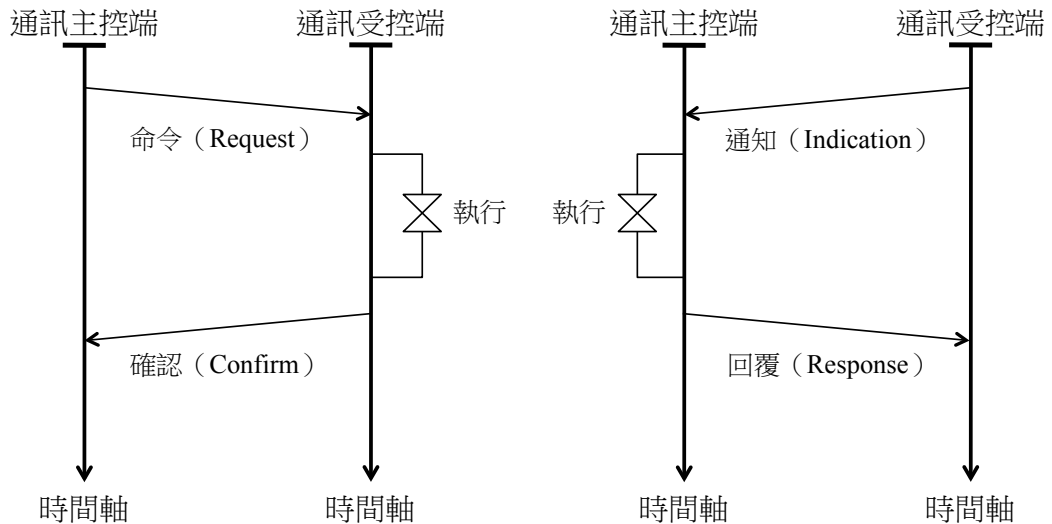 通訊主控端
通訊受控端
通訊主控端
通訊受控端
命令（Request）
通知（Indication）
執行
執行
確認（Confirm）
回覆（Response）
時間軸
時間軸
時間軸
時間軸